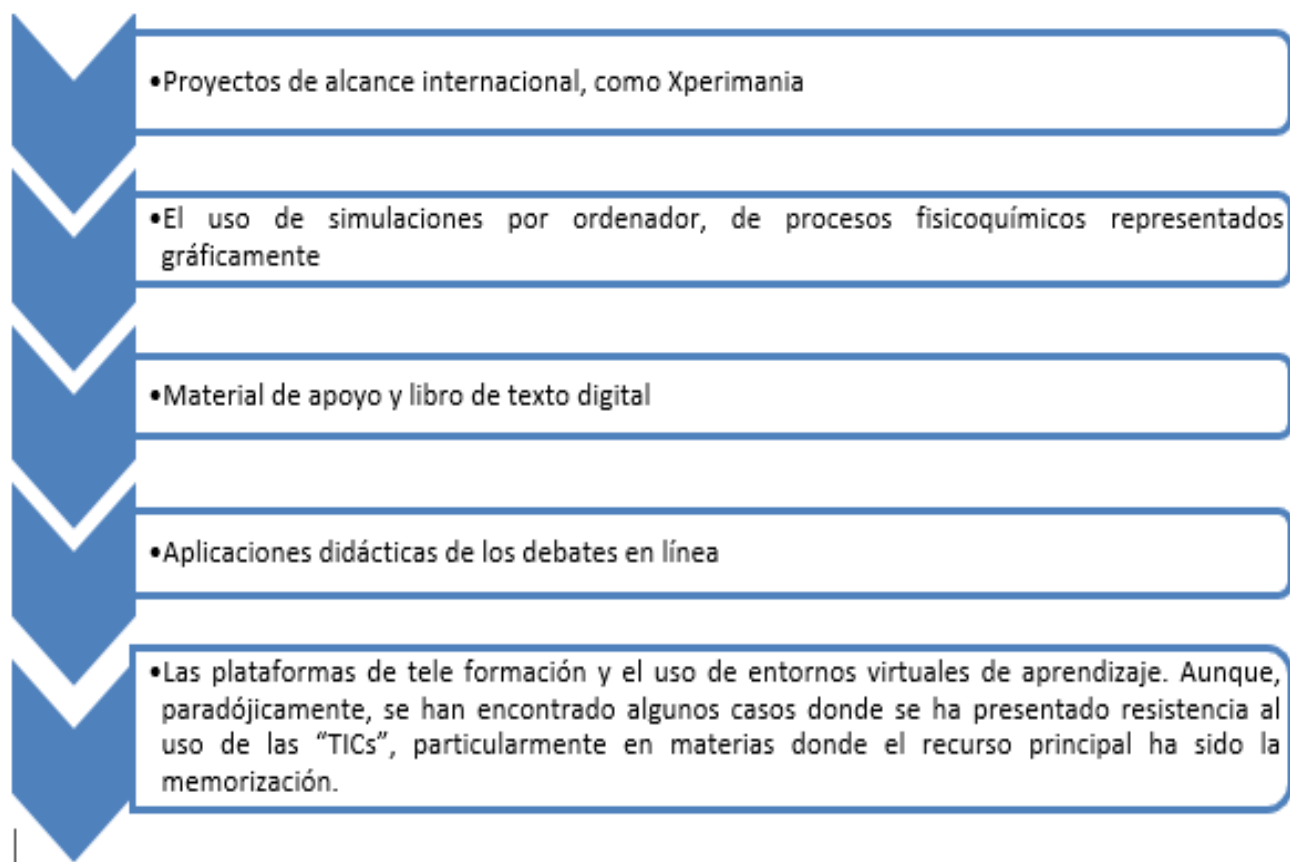 •Proyectos de alcance internacional, como Xperimania
•El uso de simulaciones por ordenador, de procesos fisicoquímicos representados
gráficamente
•Material de apoyo y libro de texto digital
•Aplicaciones didácticas de los debates en línea
•Las plataformas de tele formación y el uso de entornos virtuales de aprendizaje. Aunque,
paradójicamente, se han encontrado algunos casos donde se ha presentado resistencia al
uso de las “TICs”, particularmente en materias donde el recurso principal ha sido la
memorización.